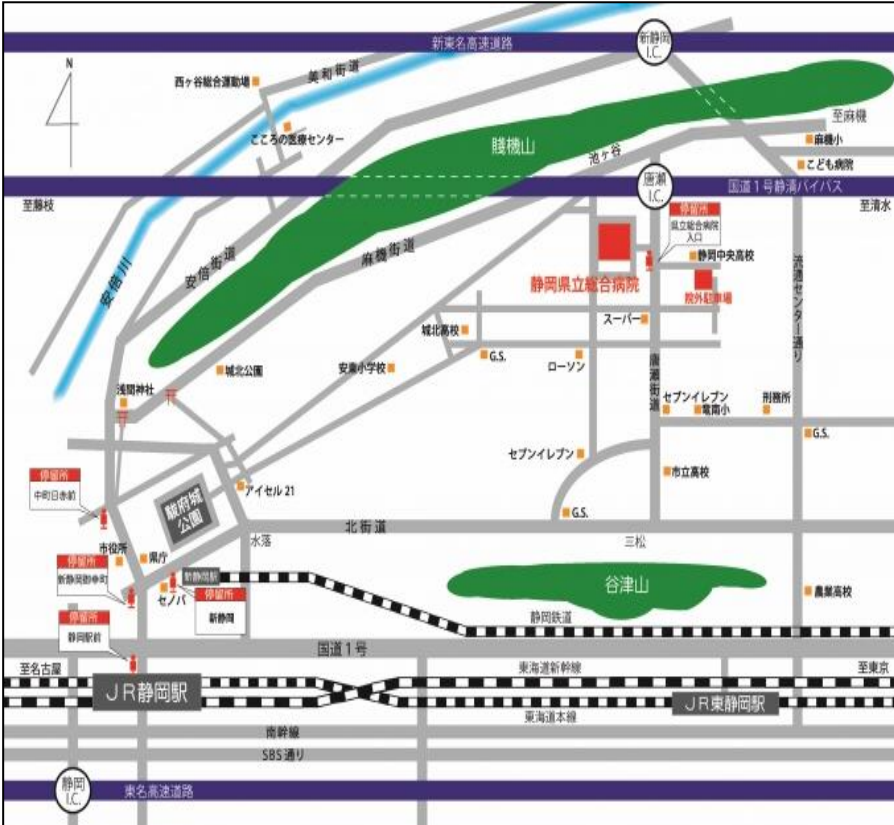 新東名高速道路
新静岡
I.C.
N
美和街道
西ヶ谷総合運動場
こころの医療センター
賤機山
池ヶ谷
至麻機
麻機小
こども病院
国道1号静清バイパス
唐瀬
I.C.
至藤枝
至清水
安倍川
安倍街道
麻機街道
停留所
県立総合病院
入口
静岡中央高校
静岡県立総合病院
院外駐車場
流通センター通り
スーパー
城北高校
G.S.
ローソン
唐瀬街道
城北公園
安東小学校
浅間神社
セブンイレブン
竜南小
刑務所
G.S.
セブンイレブン
市立高校
停留所
中町日赤前
アイセル21
駿府城
公園
G.S.
北街道
水落
三松
市役所
県庁
停留所
新静岡御幸町
セノバ
新静岡駅
停留所
新静岡
谷津山
農業高校
静岡鉄道
停留所
静岡駅前
国道1号
至名古屋
東海道新幹線
至東京
JR静岡駅
JR東静岡駅
東海道本線
南幹線
SBS通り
静岡
I.C.
東名高速道路